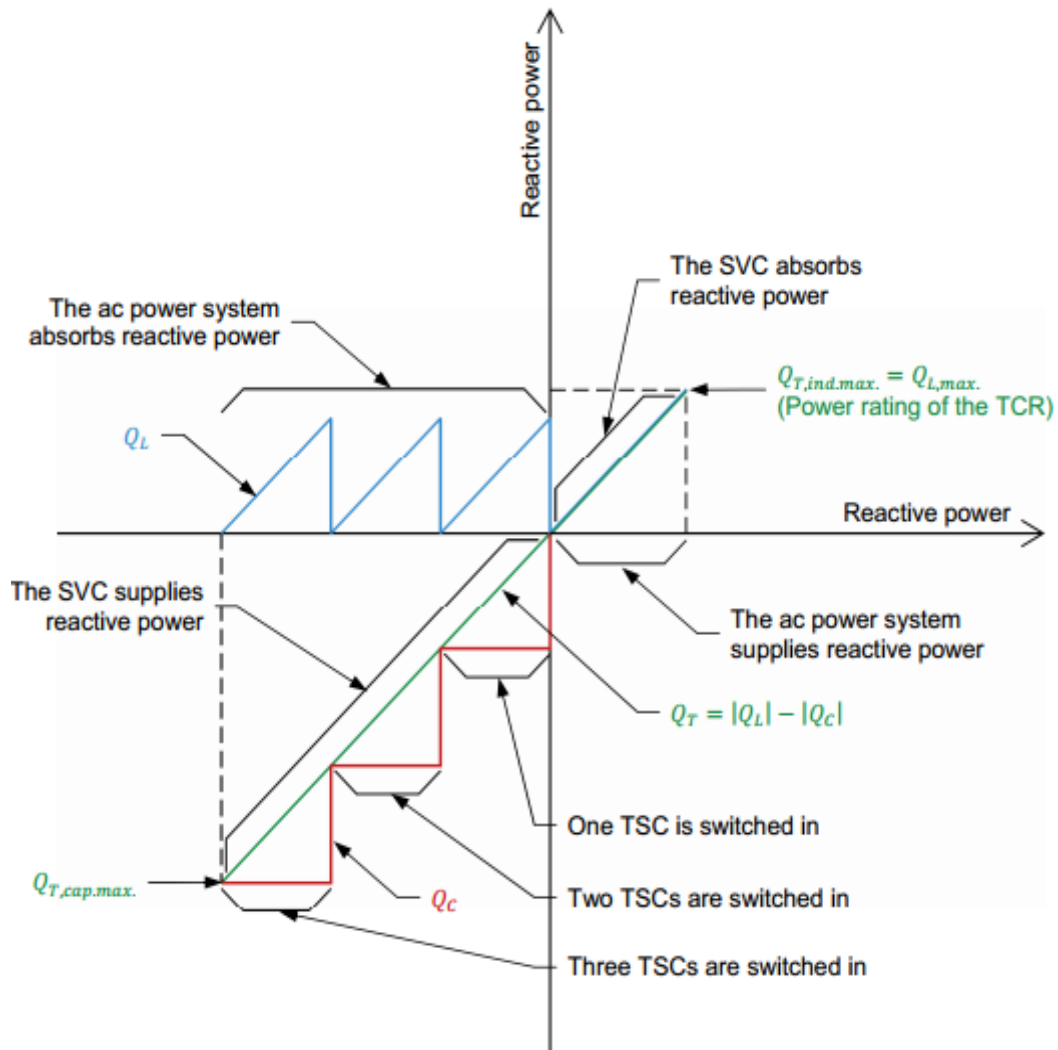 Reactive power
The SVC absorbs
reactive power
The ac power system
absorbs reactive power
Q_{T,ind.max.} = Q_{L,max.}
(Power rating of the TCR)
Q_L
Reactive power
The SVC supplies
reactive power
The ac power system
supplies reactive power
Q_T = |Q_L| − |Q_C|
One TSC is switched in
Q_{T,cap.max.}
Q_C
Two TSCs are switched in
Three TSCs are switched in